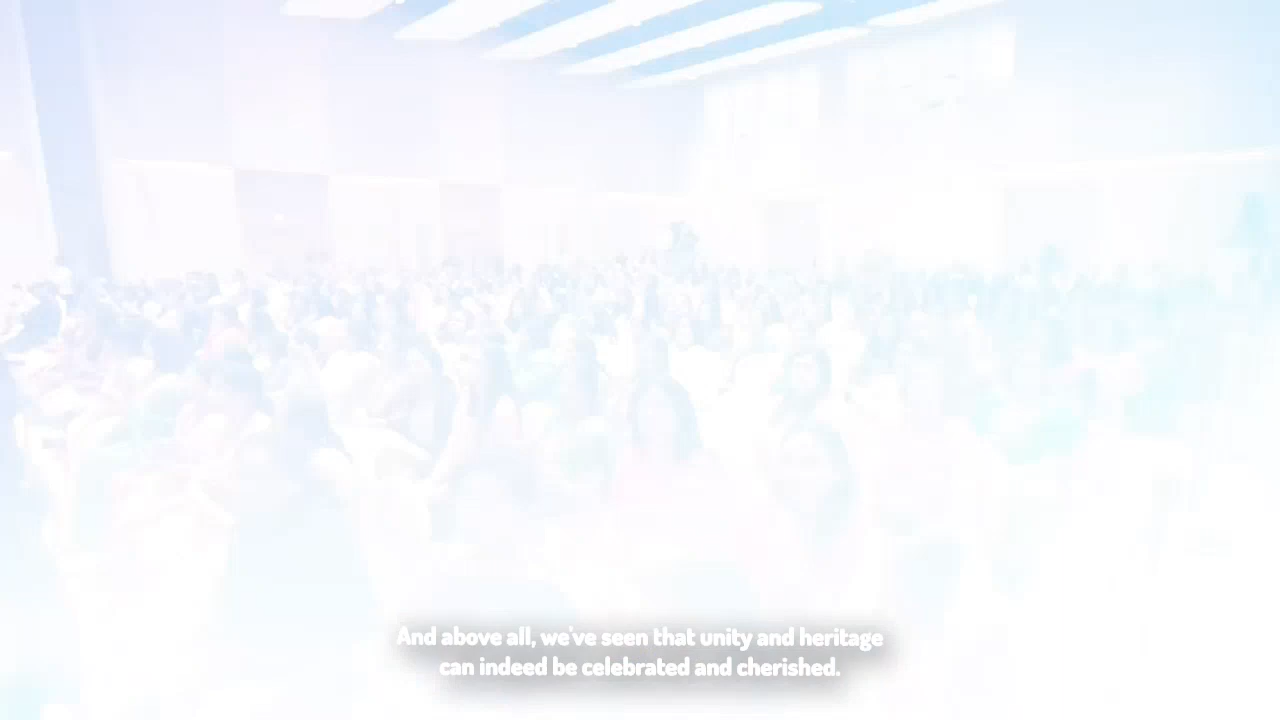 And above all, we've seen that unity and heritage
can indeed be celebrated and cherished.